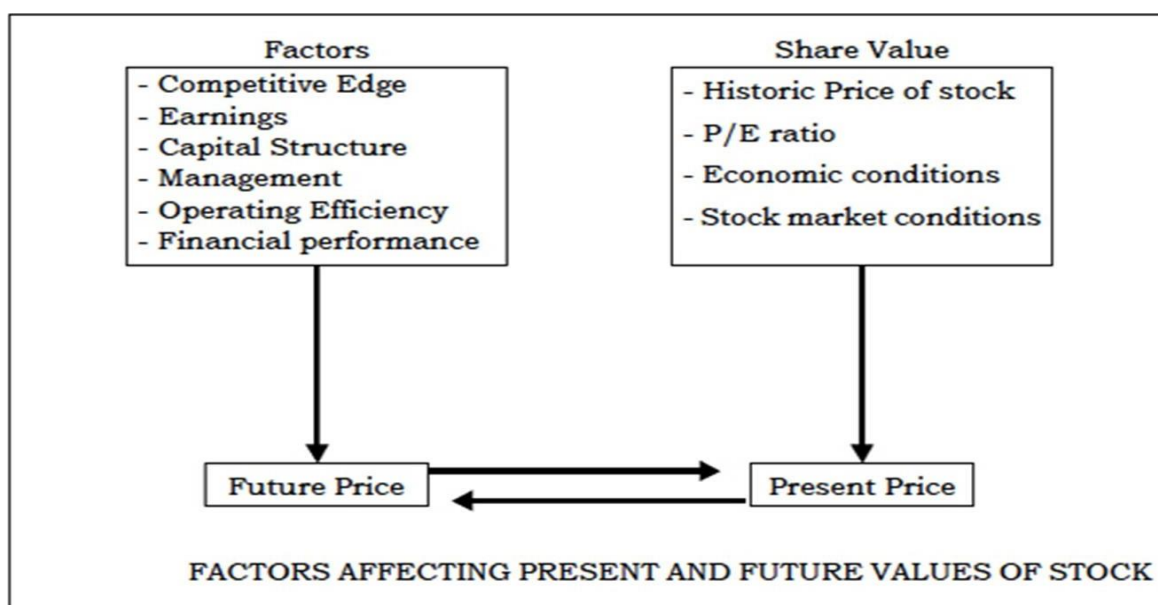 Factors
- Competitive Edge
- Earnings
- Capital Structure
- Management
- Operating Efficiency
- Financial performance
Share Value
- Historic Price of stock
- P/E ratio
- Economic conditions
- Stock market conditions
Future Price
Present Price
FACTORS AFFECTING PRESENT AND FUTURE VALUES OF STOCK